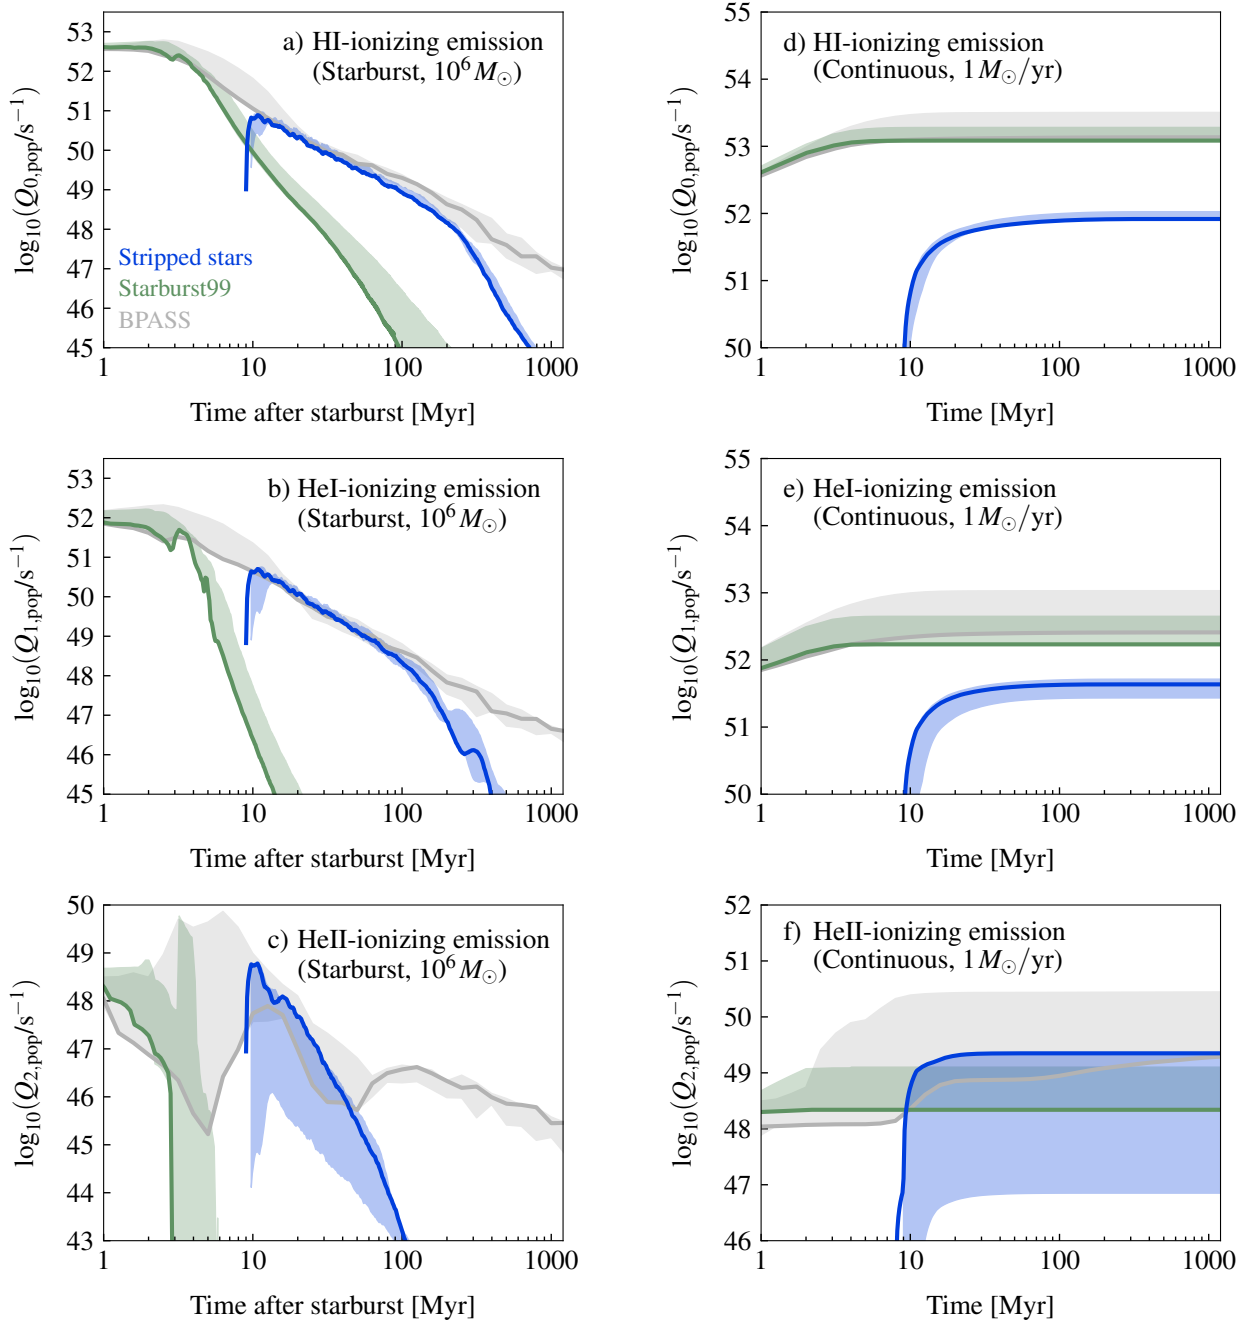 a) HI-ionizing emission
(Starburst, 10⁶ M⊙)
log₁₀(Q₀,pop/s⁻¹)
53
52
51
50
49
48
47
46
45
Stripped stars
Starburst99
BPASS
1
10
100
1000
Time after starburst [Myr]
d) HI-ionizing emission
(Continuous, 1 M⊙/yr)
log₁₀(Q₀,pop/s⁻¹)
55
54
53
52
51
50
1
10
100
1000
Time [Myr]
b) HeI-ionizing emission
(Starburst, 10⁶ M⊙)
log₁₀(Q₁,pop/s⁻¹)
53
52
51
50
49
48
47
46
45
1
10
100
1000
Time after starburst [Myr]
e) HeI-ionizing emission
(Continuous, 1 M⊙/yr)
log₁₀(Q₁,pop/s⁻¹)
55
54
53
52
51
50
1
10
100
1000
Time [Myr]
c) HeII-ionizing emission
(Starburst, 10⁶ M⊙)
log₁₀(Q₂,pop/s⁻¹)
50
49
48
47
46
45
44
43
1
10
100
1000
Time after starburst [Myr]
f) HeII-ionizing emission
(Continuous, 1 M⊙/yr)
log₁₀(Q₂,pop/s⁻¹)
52
51
50
49
48
47
46
1
10
100
1000
Time [Myr]